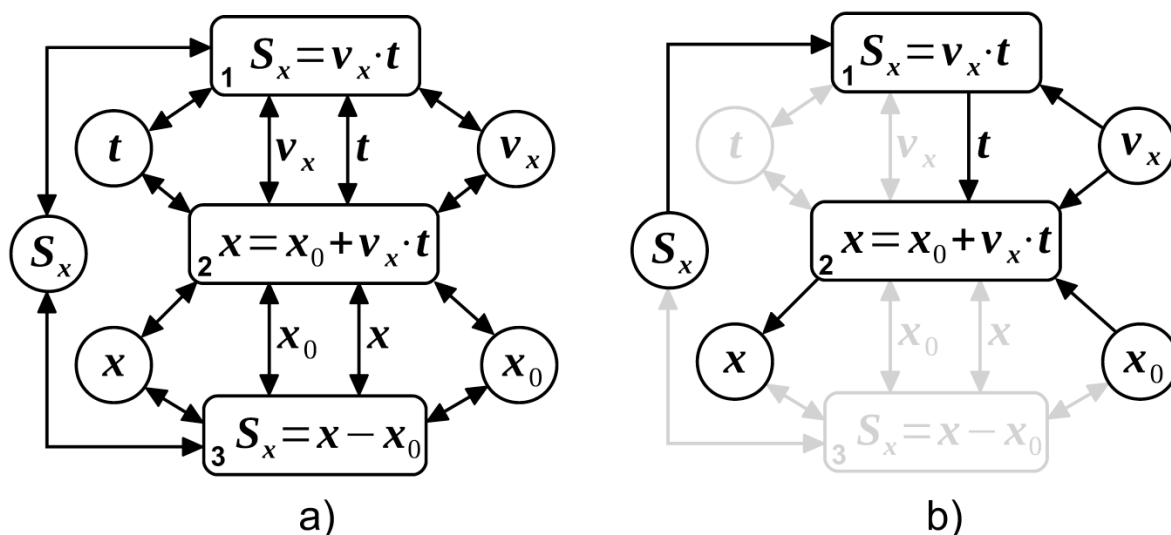 1 Sₓ = vₓ · t
t
vₓ
t
vₓ
2 x = x₀ + vₓ · t
Sₓ
x
x₀
x
x₀
3 Sₓ = x − x₀
a)
1 Sₓ = vₓ · t
t
vₓ
t
vₓ
2 x = x₀ + vₓ · t
Sₓ
x
x₀
x
x₀
3 Sₓ = x − x₀
b)